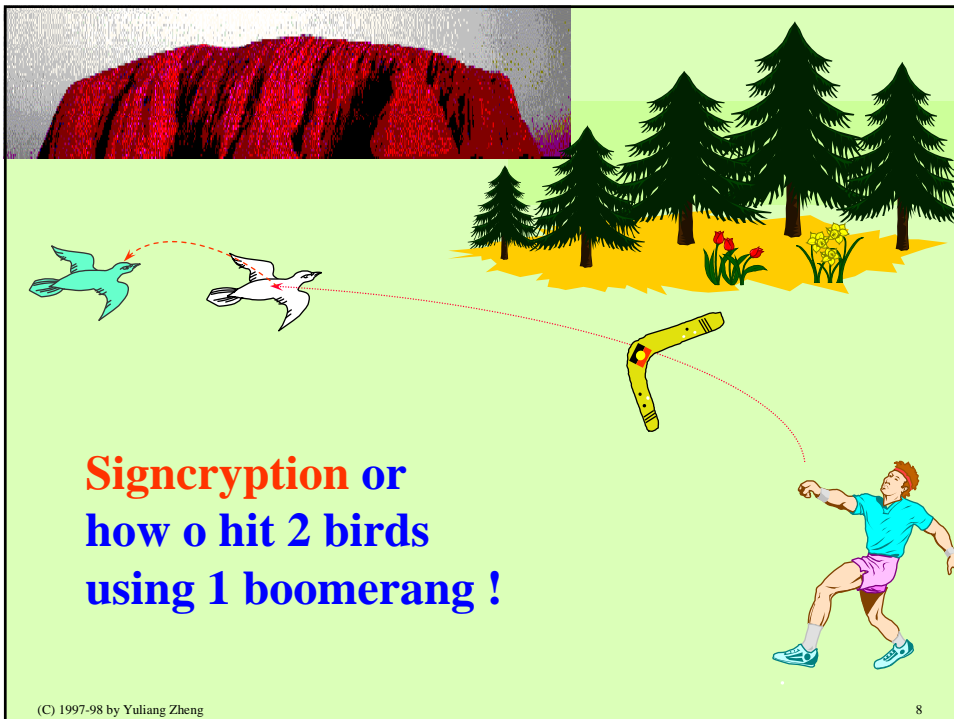 Signcryption or
how o hit 2 birds
using 1 boomerang !
(C) 1997-98 by Yuliang Zheng
8